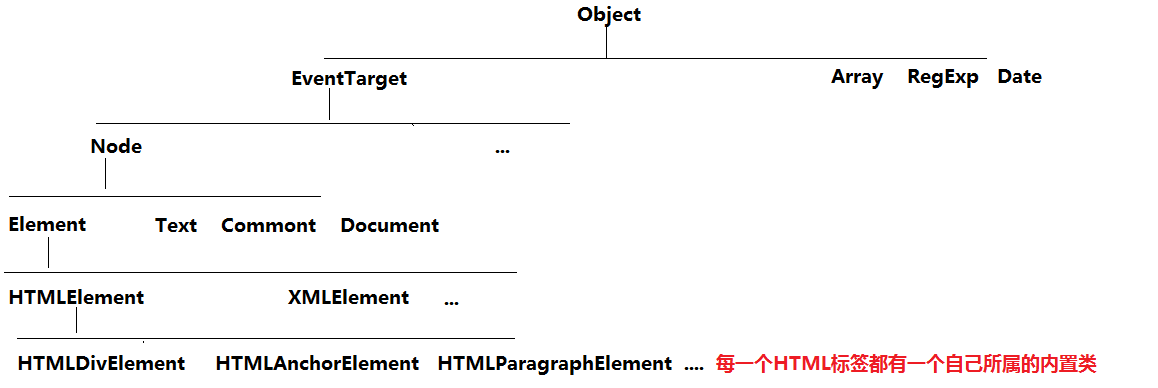 Object
EventTarget Array RegExp Date
Node ...
Element Text Commont Document
HTMLElement XMLElement ...
HTMLDivElement HTMLAnchorElement HTMLParagraphElement .... 每一个HTML标签都有一个自己所属的内置类